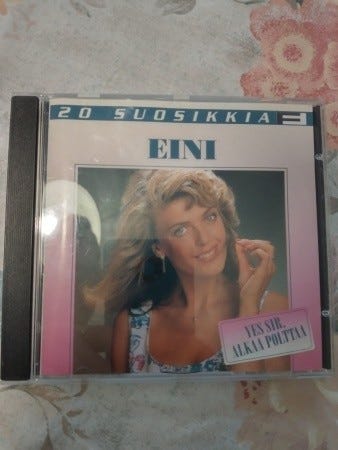 20 SUOSIKKIA
EINI
YES SIR,
ALKAA POLTTAA